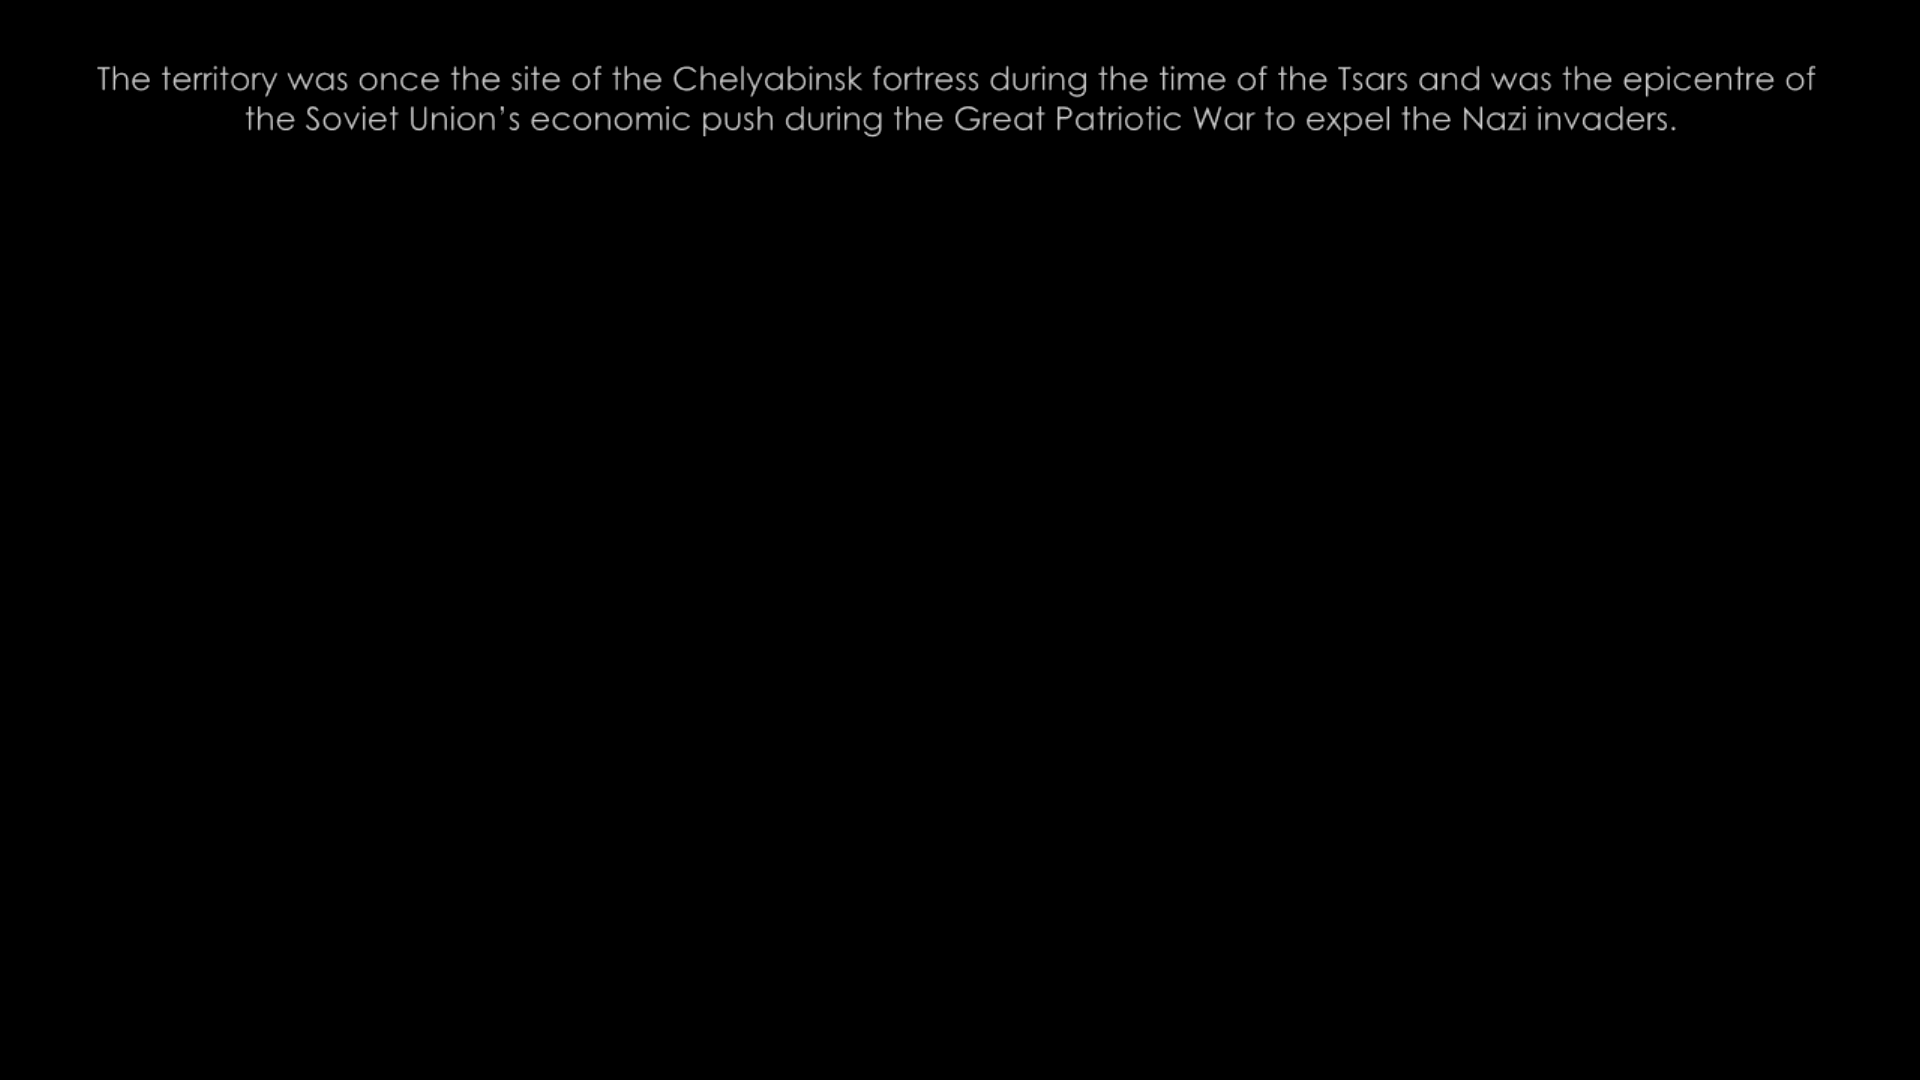 The territory was once the site of the Chelyabinsk fortress during the time of the Tsars and was the epicentre of
the Soviet Union’s economic push during the Great Patriotic War to expel the Nazi invaders.